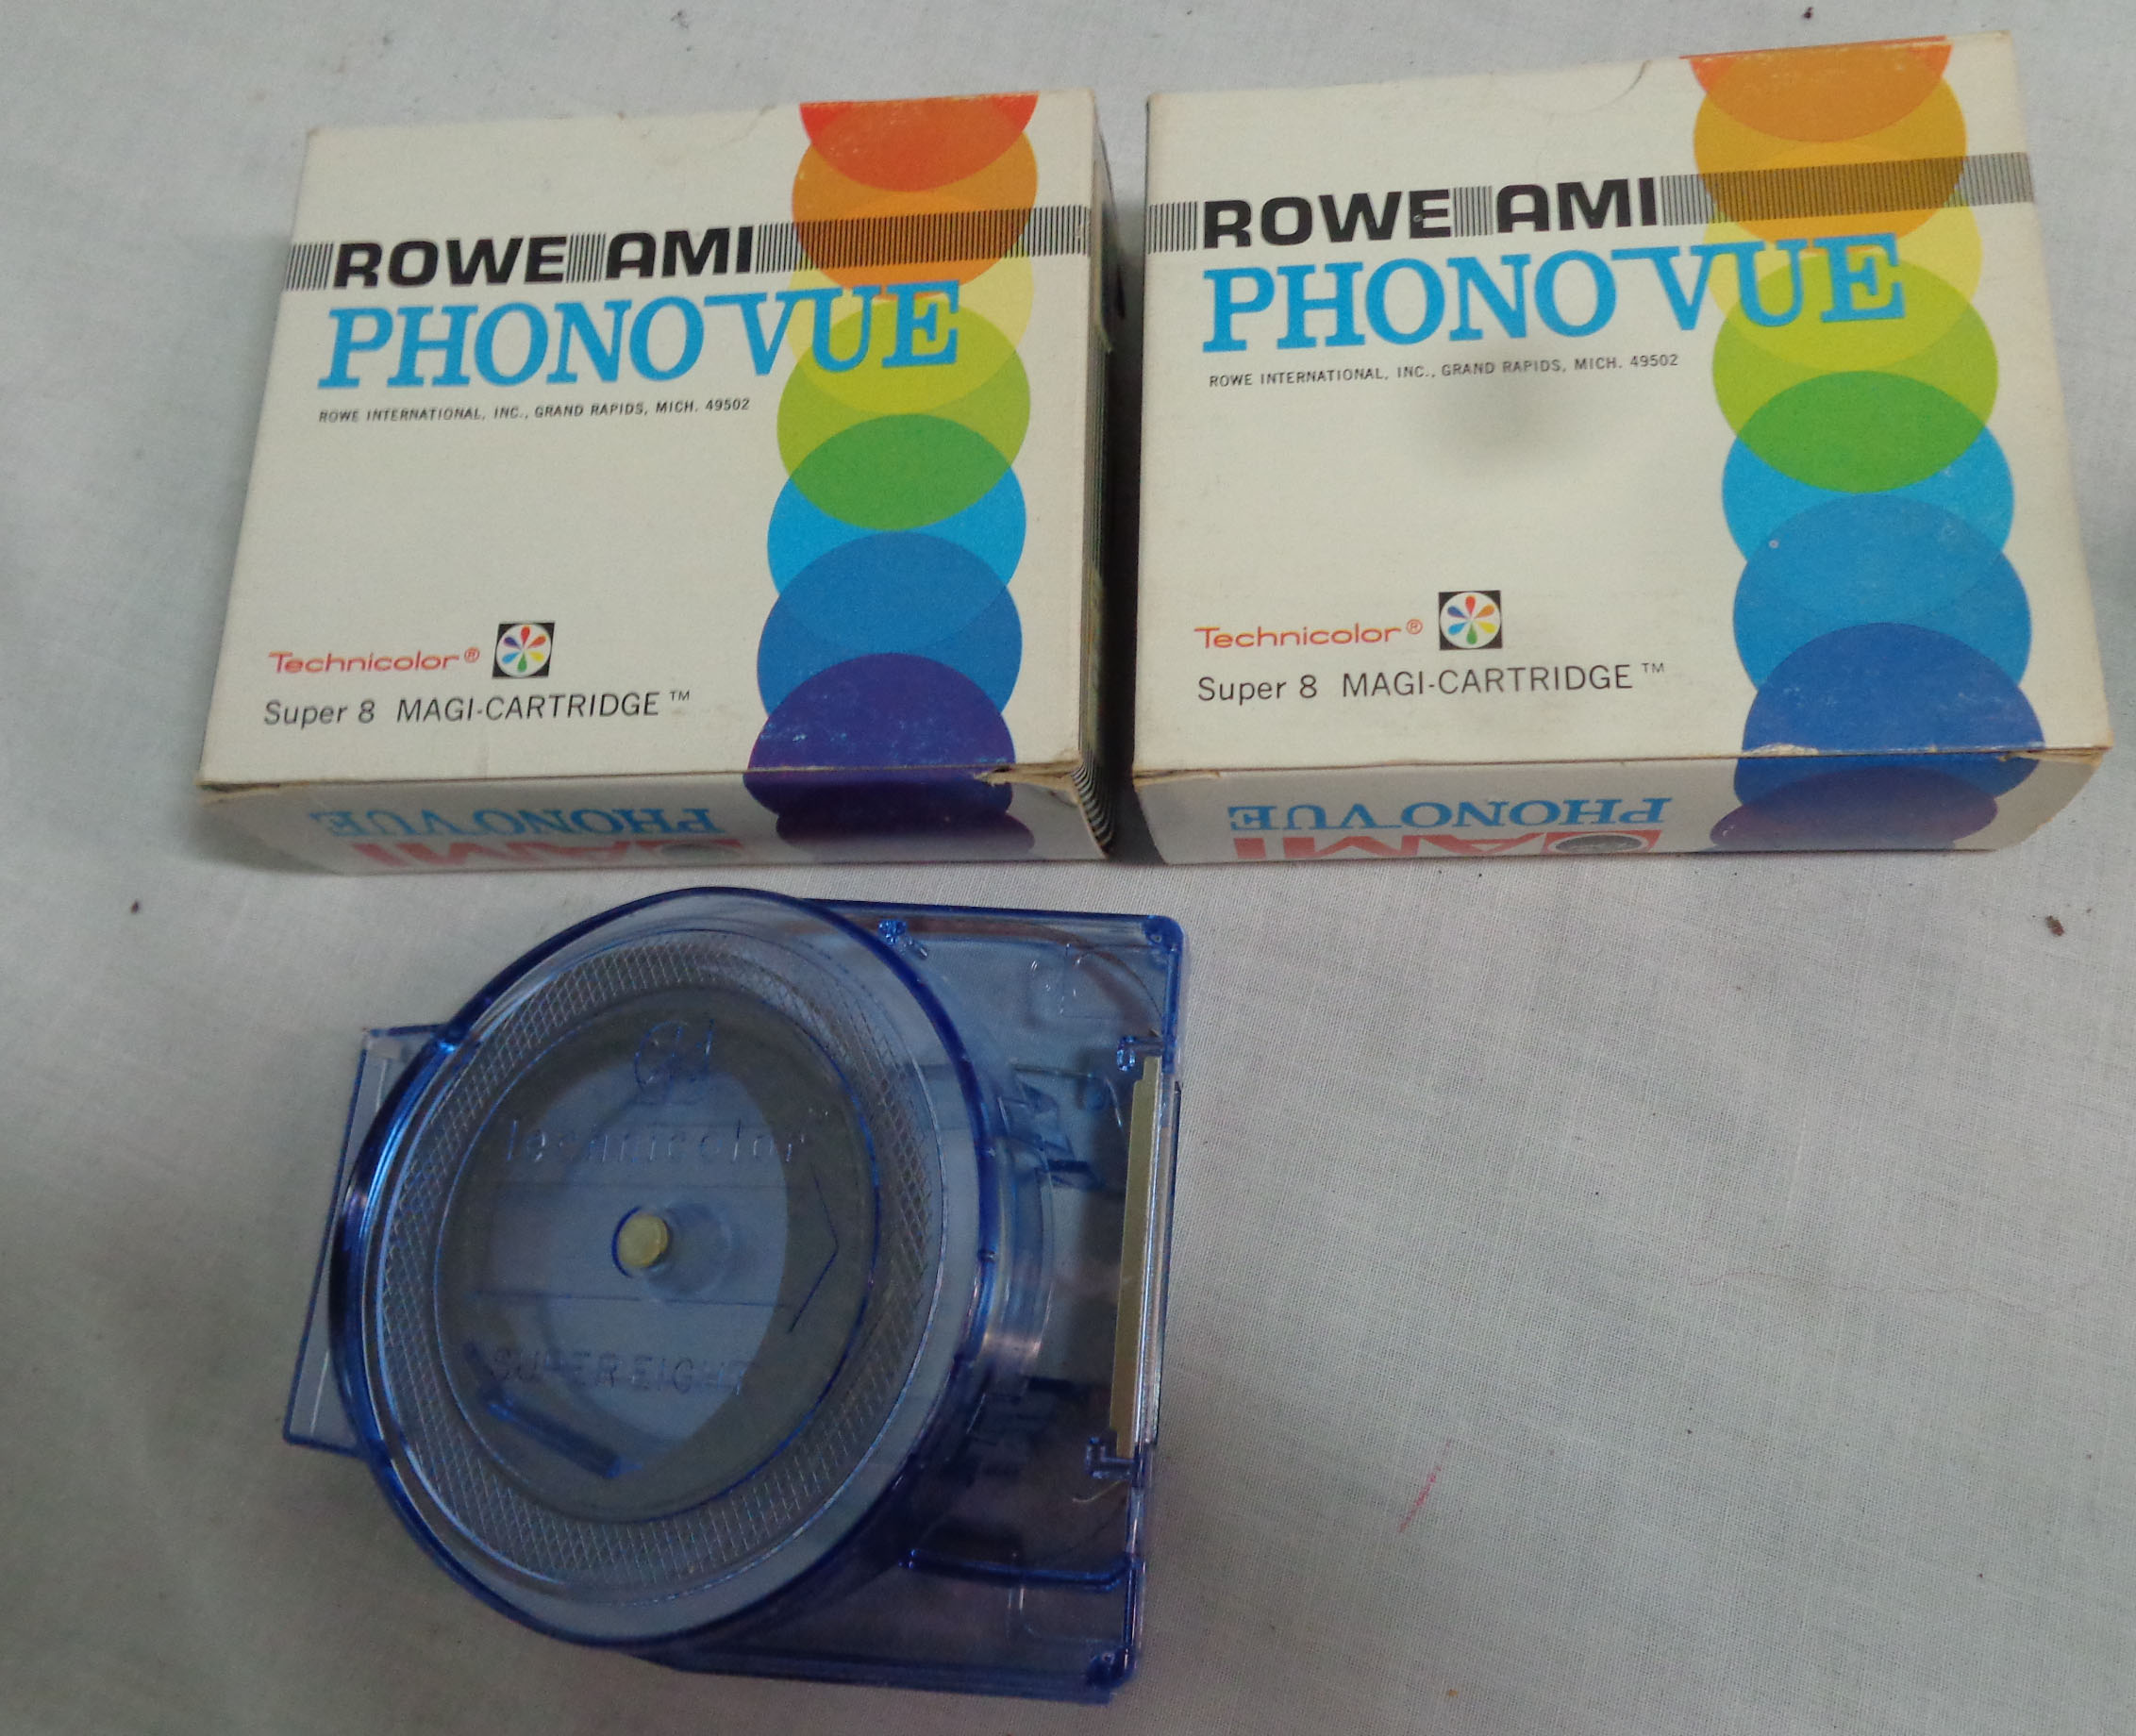 ROWE AMI
PHONO VUE
ROWE INTERNATIONAL, INC., GRAND RAPIDS, MICH. 49502
Technicolor®
Super 8 MAGI-CARTRIDGE™
PHONO VUE
AMI
ROWE AMI
PHONO VUE
ROWE INTERNATIONAL, INC., GRAND RAPIDS, MICH. 49502
Technicolor®
Super 8 MAGI-CARTRIDGE™
PHONO VUE
AMI
Technicolor
SUPER EIGHT